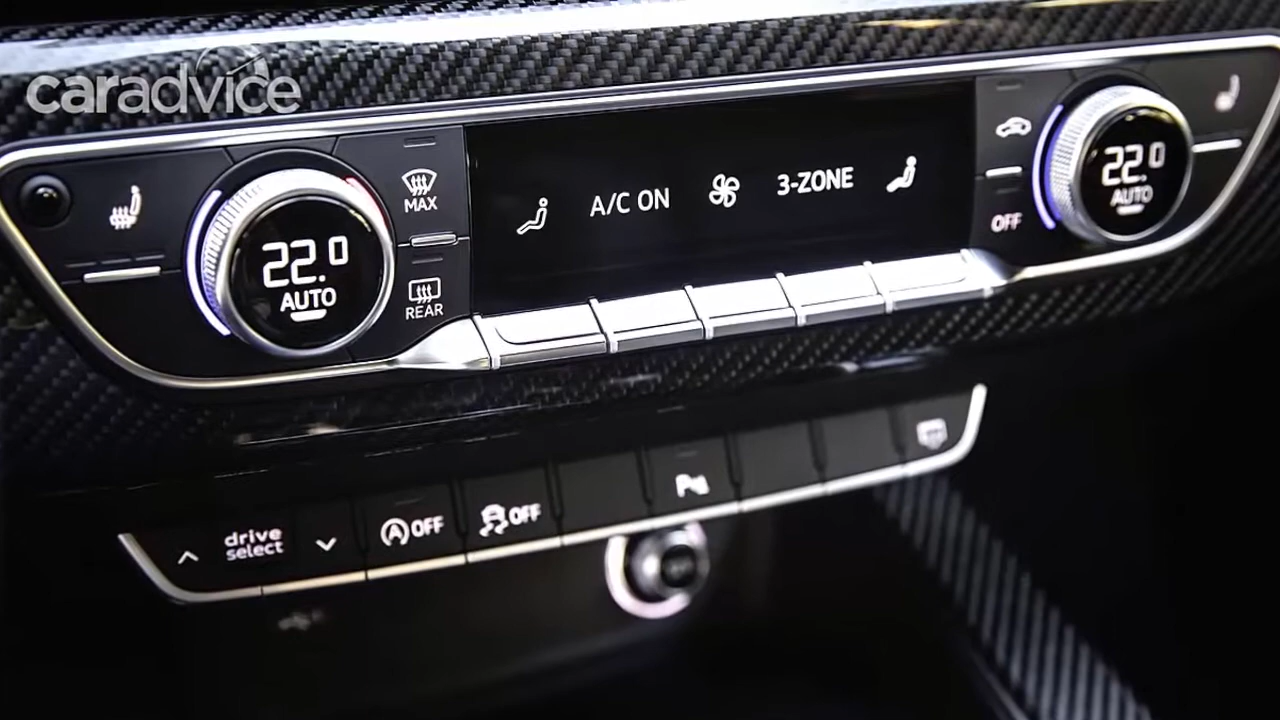 caradvice
MAX
22.0
AUTO
REAR
A/C ON
3-ZONE
OFF
22.0
AUTO
drive
select
A OFF
OFF
P